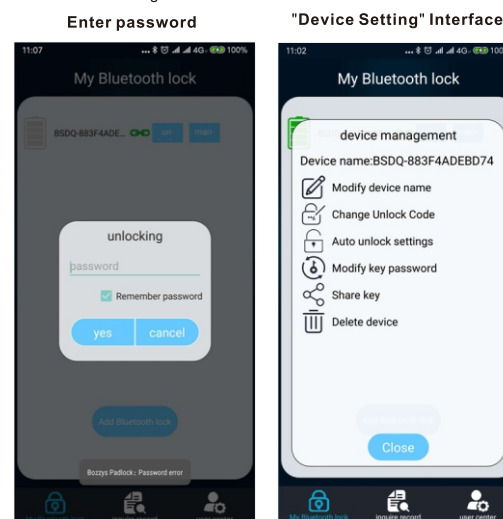 Enter password
"Device Setting" Interface
11:07
4G 100%
My Bluetooth lock
BSDQ-883F4ADE...
unlocking
password
Remember password
yes
cancel
Add Bluetooth lock
Bozzys Padlock: Password error
11:02
4G 100
My Bluetooth lock
device management
Device name:BSDQ-883F4ADEBD74
Modify device name
Change Unlock Code
Auto unlock settings
Modify key password
Share key
Delete device
Close
My Bluetooth lock
inquire record
user center